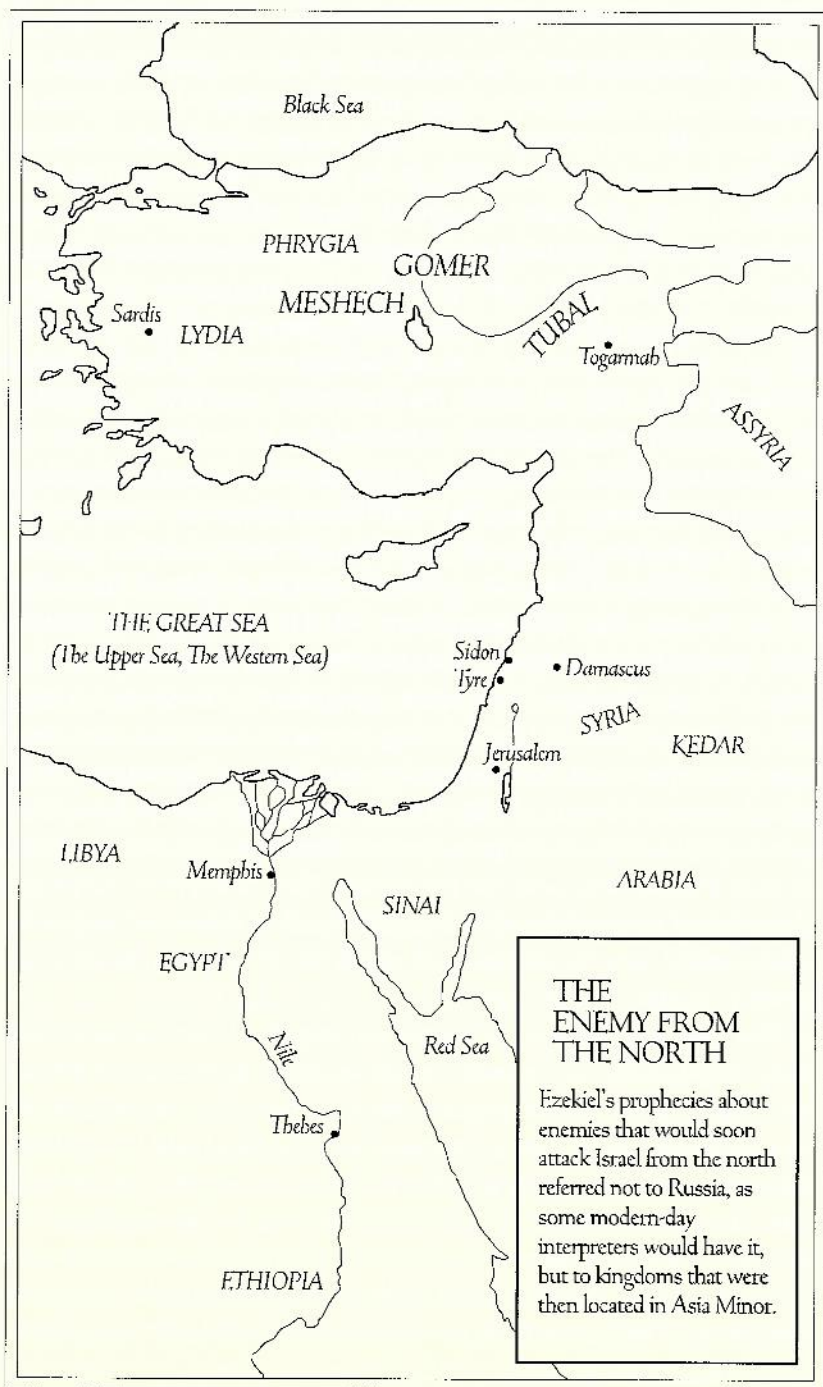 Black Sea
PHRYGIA
GOMER
MESHECH
Sardis
LYDIA
TUBAL
Togarmah
ASSYRIA
THE GREAT SEA
(The Upper Sea, The Western Sea)
Sidon
Tyre
Damascus
SYRIA
KEDAR
Jerusalem
LIBYA
Memphis
ARABIA
SINAI
EGYPT
Nile
Red Sea
Thebes
ETHIOPIA
THE
ENEMY FROM
THE NORTH
Ezekiel's prophecies about
enemies that would soon
attack Israel from the north
referred not to Russia, as
some modern-day
interpreters would have it,
but to kingdoms that were
then located in Asia Minor.